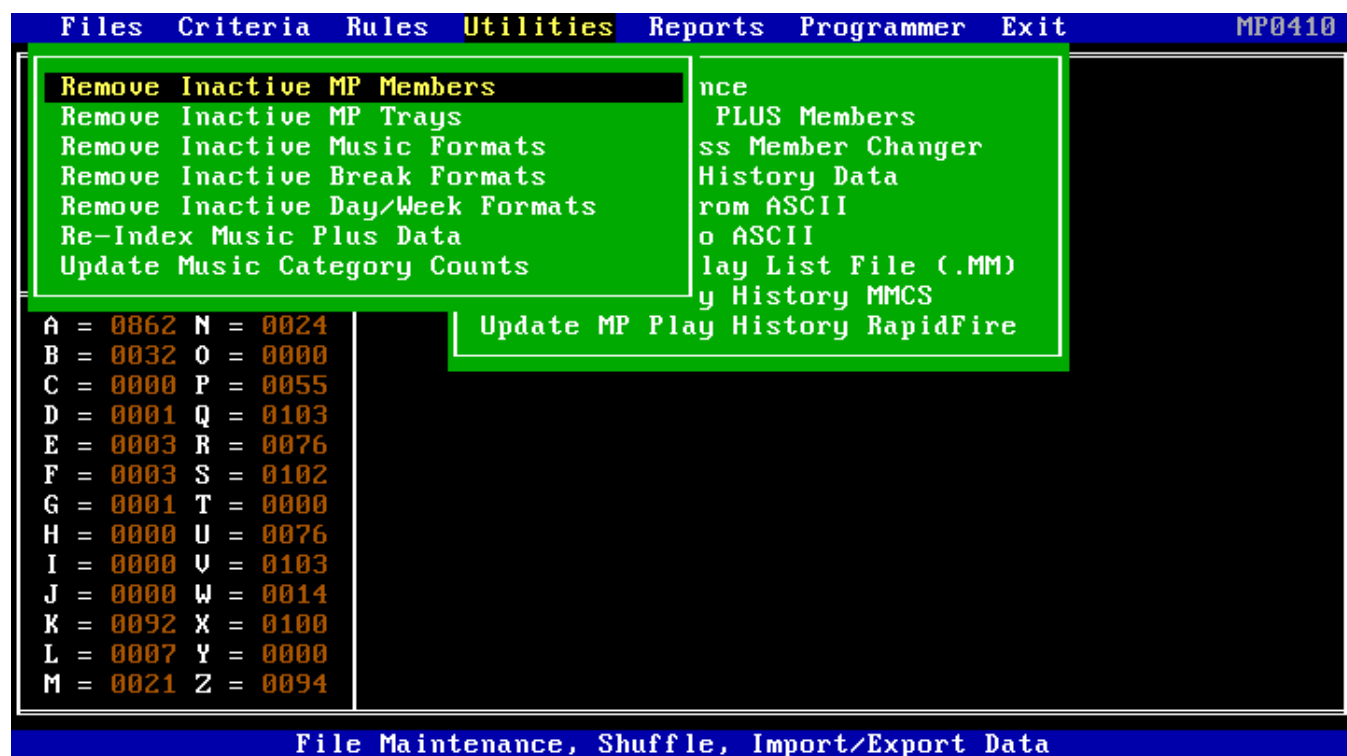 Files Criteria Rules Utilities Reports Programmer Exit MP0410
Remove Inactive MP Members nce
Remove Inactive MP Trays PLUS Members
Remove Inactive Music Formats ss Member Changer
Remove Inactive Break Formats History Data
Remove Inactive Day/Week Formats rom ASCII
Re-Index Music Plus Data o ASCII
Update Music Category Counts lay List File (.MM)
y History MMCS
A = 0862 N = 0024 Update MP Play History RapidFire
B = 0032 O = 0000
C = 0000 P = 0055
D = 0001 Q = 0103
E = 0003 R = 0076
F = 0003 S = 0102
G = 0001 T = 0000
H = 0000 U = 0076
I = 0000 V = 0103
J = 0000 W = 0014
K = 0092 X = 0100
L = 0007 Y = 0000
M = 0021 Z = 0094
File Maintenance, Shuffle, Import/Export Data